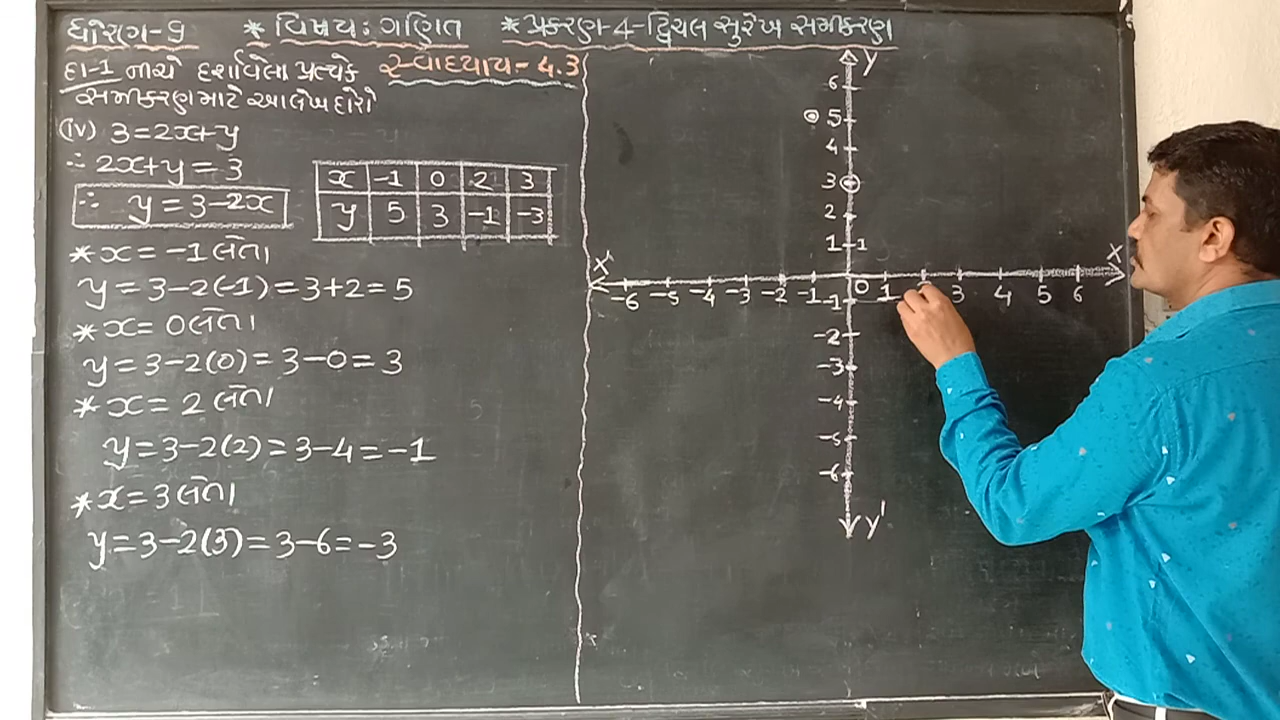 ધોરણ-9 * વિષય: ગણિત * પ્રકરણ-4-દ્વિચલ સુરેખ સમીકરણ
દા-1 નીચે દર્શાવેલા પ્રત્યેક સ્વાધ્યાય-4.3
સમીકરણ માટે આલેખ દોરો
(iv) 3=2x+y
∴ 2x+y=3
∴ y=3-2x
x -1 0 2 3
y 5 3 -1 -3
* x=-1 લેતાં
y=3-2(-1)=3+2=5
* x=0 લેતાં
y=3-2(0)=3-0=3
* x=2 લેતાં
y=3-2(2)=3-4=-1
* x=3 લેતાં
y=3-2(3)=3-6=-3
Y
6
5
4
3
2
1 -1
X' X
-6 -5 -4 -3 -2 -1 0 1 3 4 5 6
-1
-2
-3
-4
-5
-6
Y'